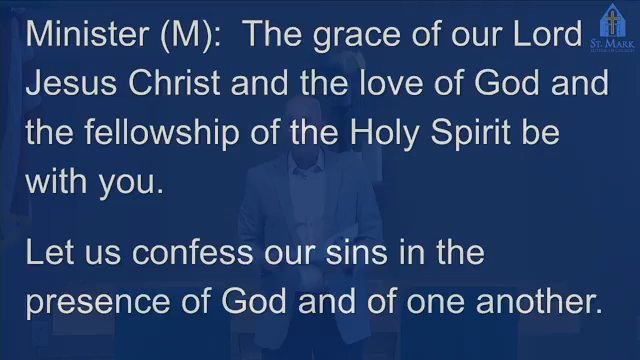 Minister (M):  The grace of our Lord
Jesus Christ and the love of God and
the fellowship of the Holy Spirit be
with you.
Let us confess our sins in the
presence of God and of one another.
St. Mark